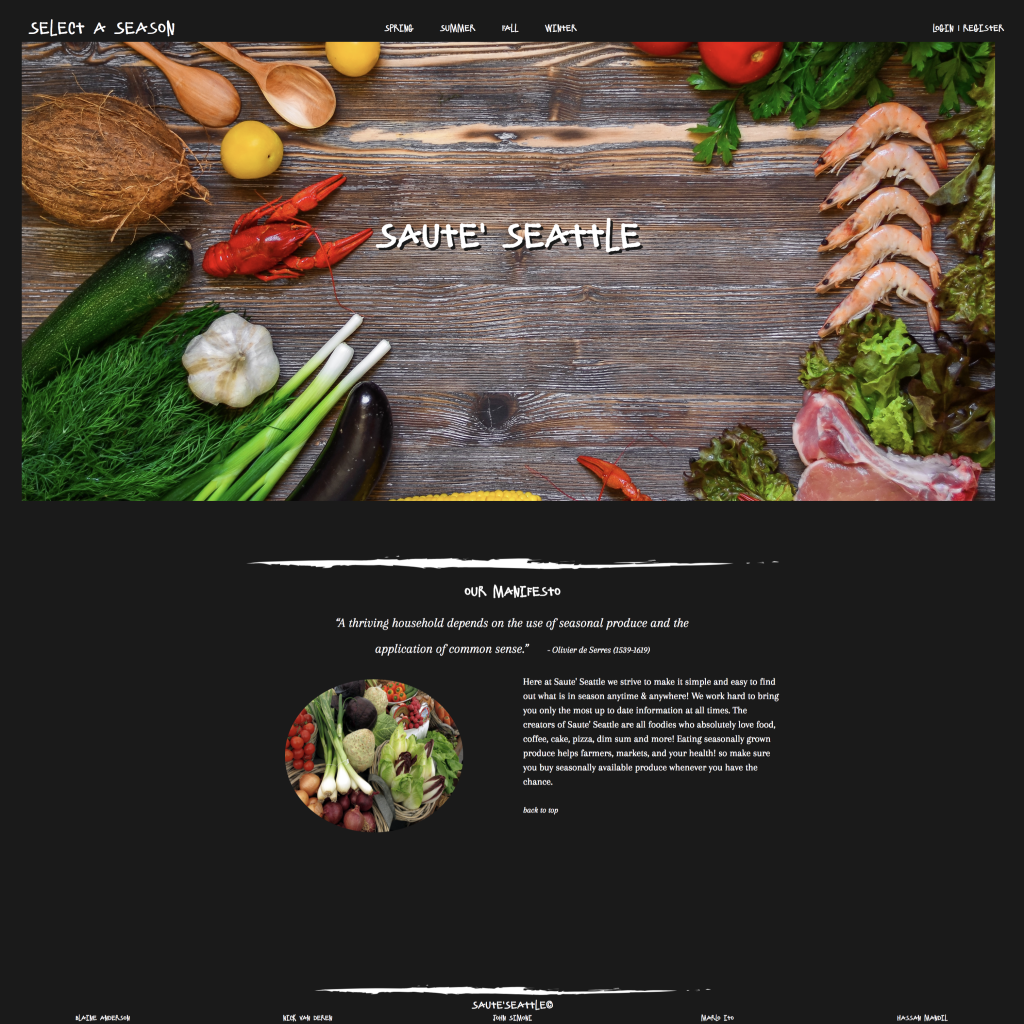 SELECT A SEASON
SPRING SUMMER FALL WINTER
LOGIN | REGISTER
SAUTE' SEATTLE
OUR MANIFESTO
“A thriving household depends on the use of seasonal produce and the
application of common sense.” - Olivier de Serres (1539-1619)
Here at Saute' Seattle we strive to make it simple and easy to find
out what is in season anytime & anywhere! We work hard to bring
you only the most up to date information at all times. The
creators of Saute' Seattle are all foodies who absolutely love food,
coffee, cake, pizza, dim sum and more! Eating seasonally grown
produce helps farmers, markets, and your health! so make sure
you buy seasonally available produce whenever you have the
chance.
back to top
SAUTE'SEATTLE©
BLAINE ANDERSON NICK VAN DEREN JOHN SIMONI MARIO ITO HASSAN MANDIL